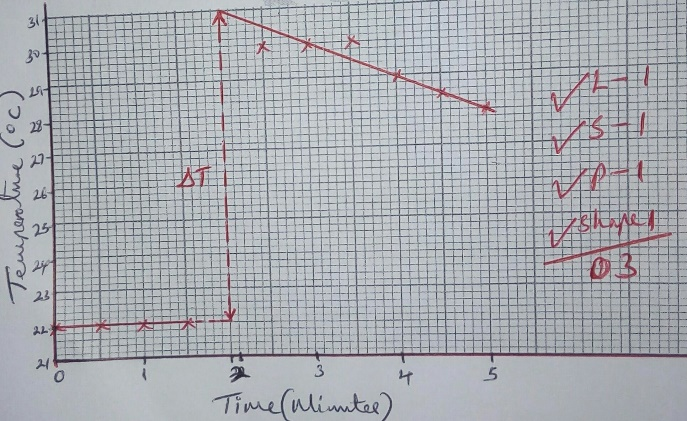 Temperature (oC)
31
30
29
28
27
26
25
24
23
22
21
ΔT
0 1 2 3 4 5
Time (Minutes)
✓ L-1
✓ S-1
✓ P-1
✓ Shape 1
03